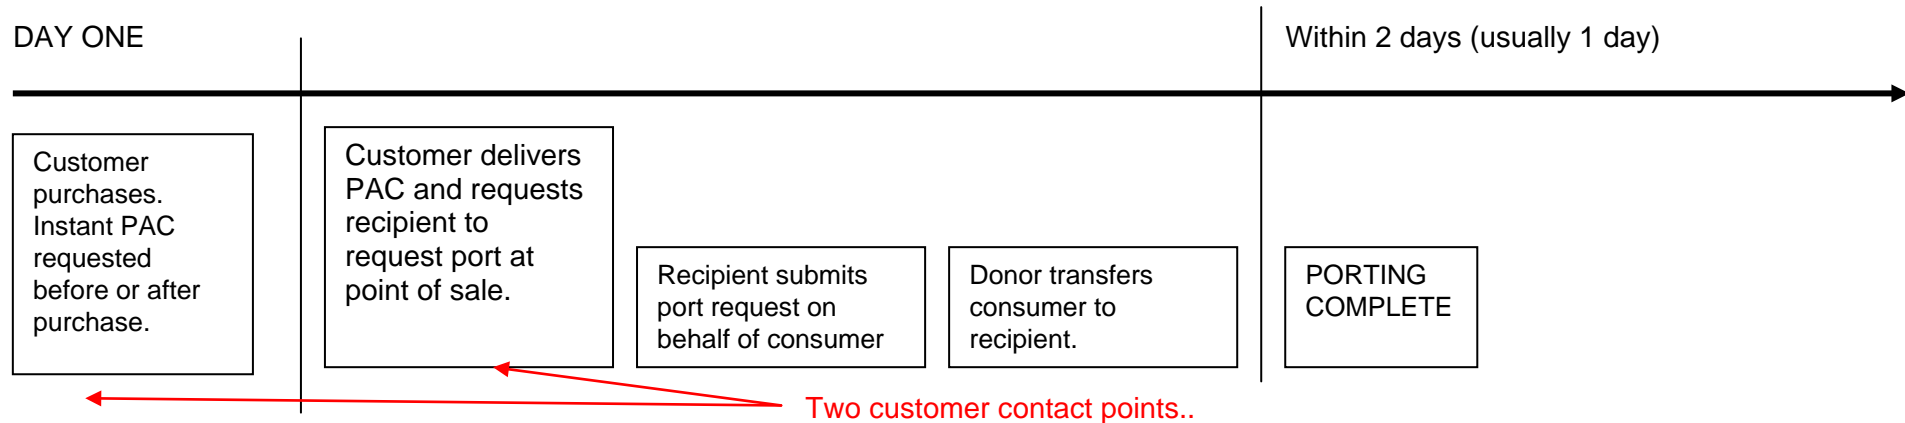 DAY ONE
Within 2 days (usually 1 day)
Customer
purchases.
Instant PAC
requested
before or after
purchase.
Customer delivers
PAC and requests
recipient to
request port at
point of sale.
Recipient submits
port request on
behalf of consumer
Donor transfers
consumer to
recipient.
PORTING
COMPLETE
Two customer contact points..